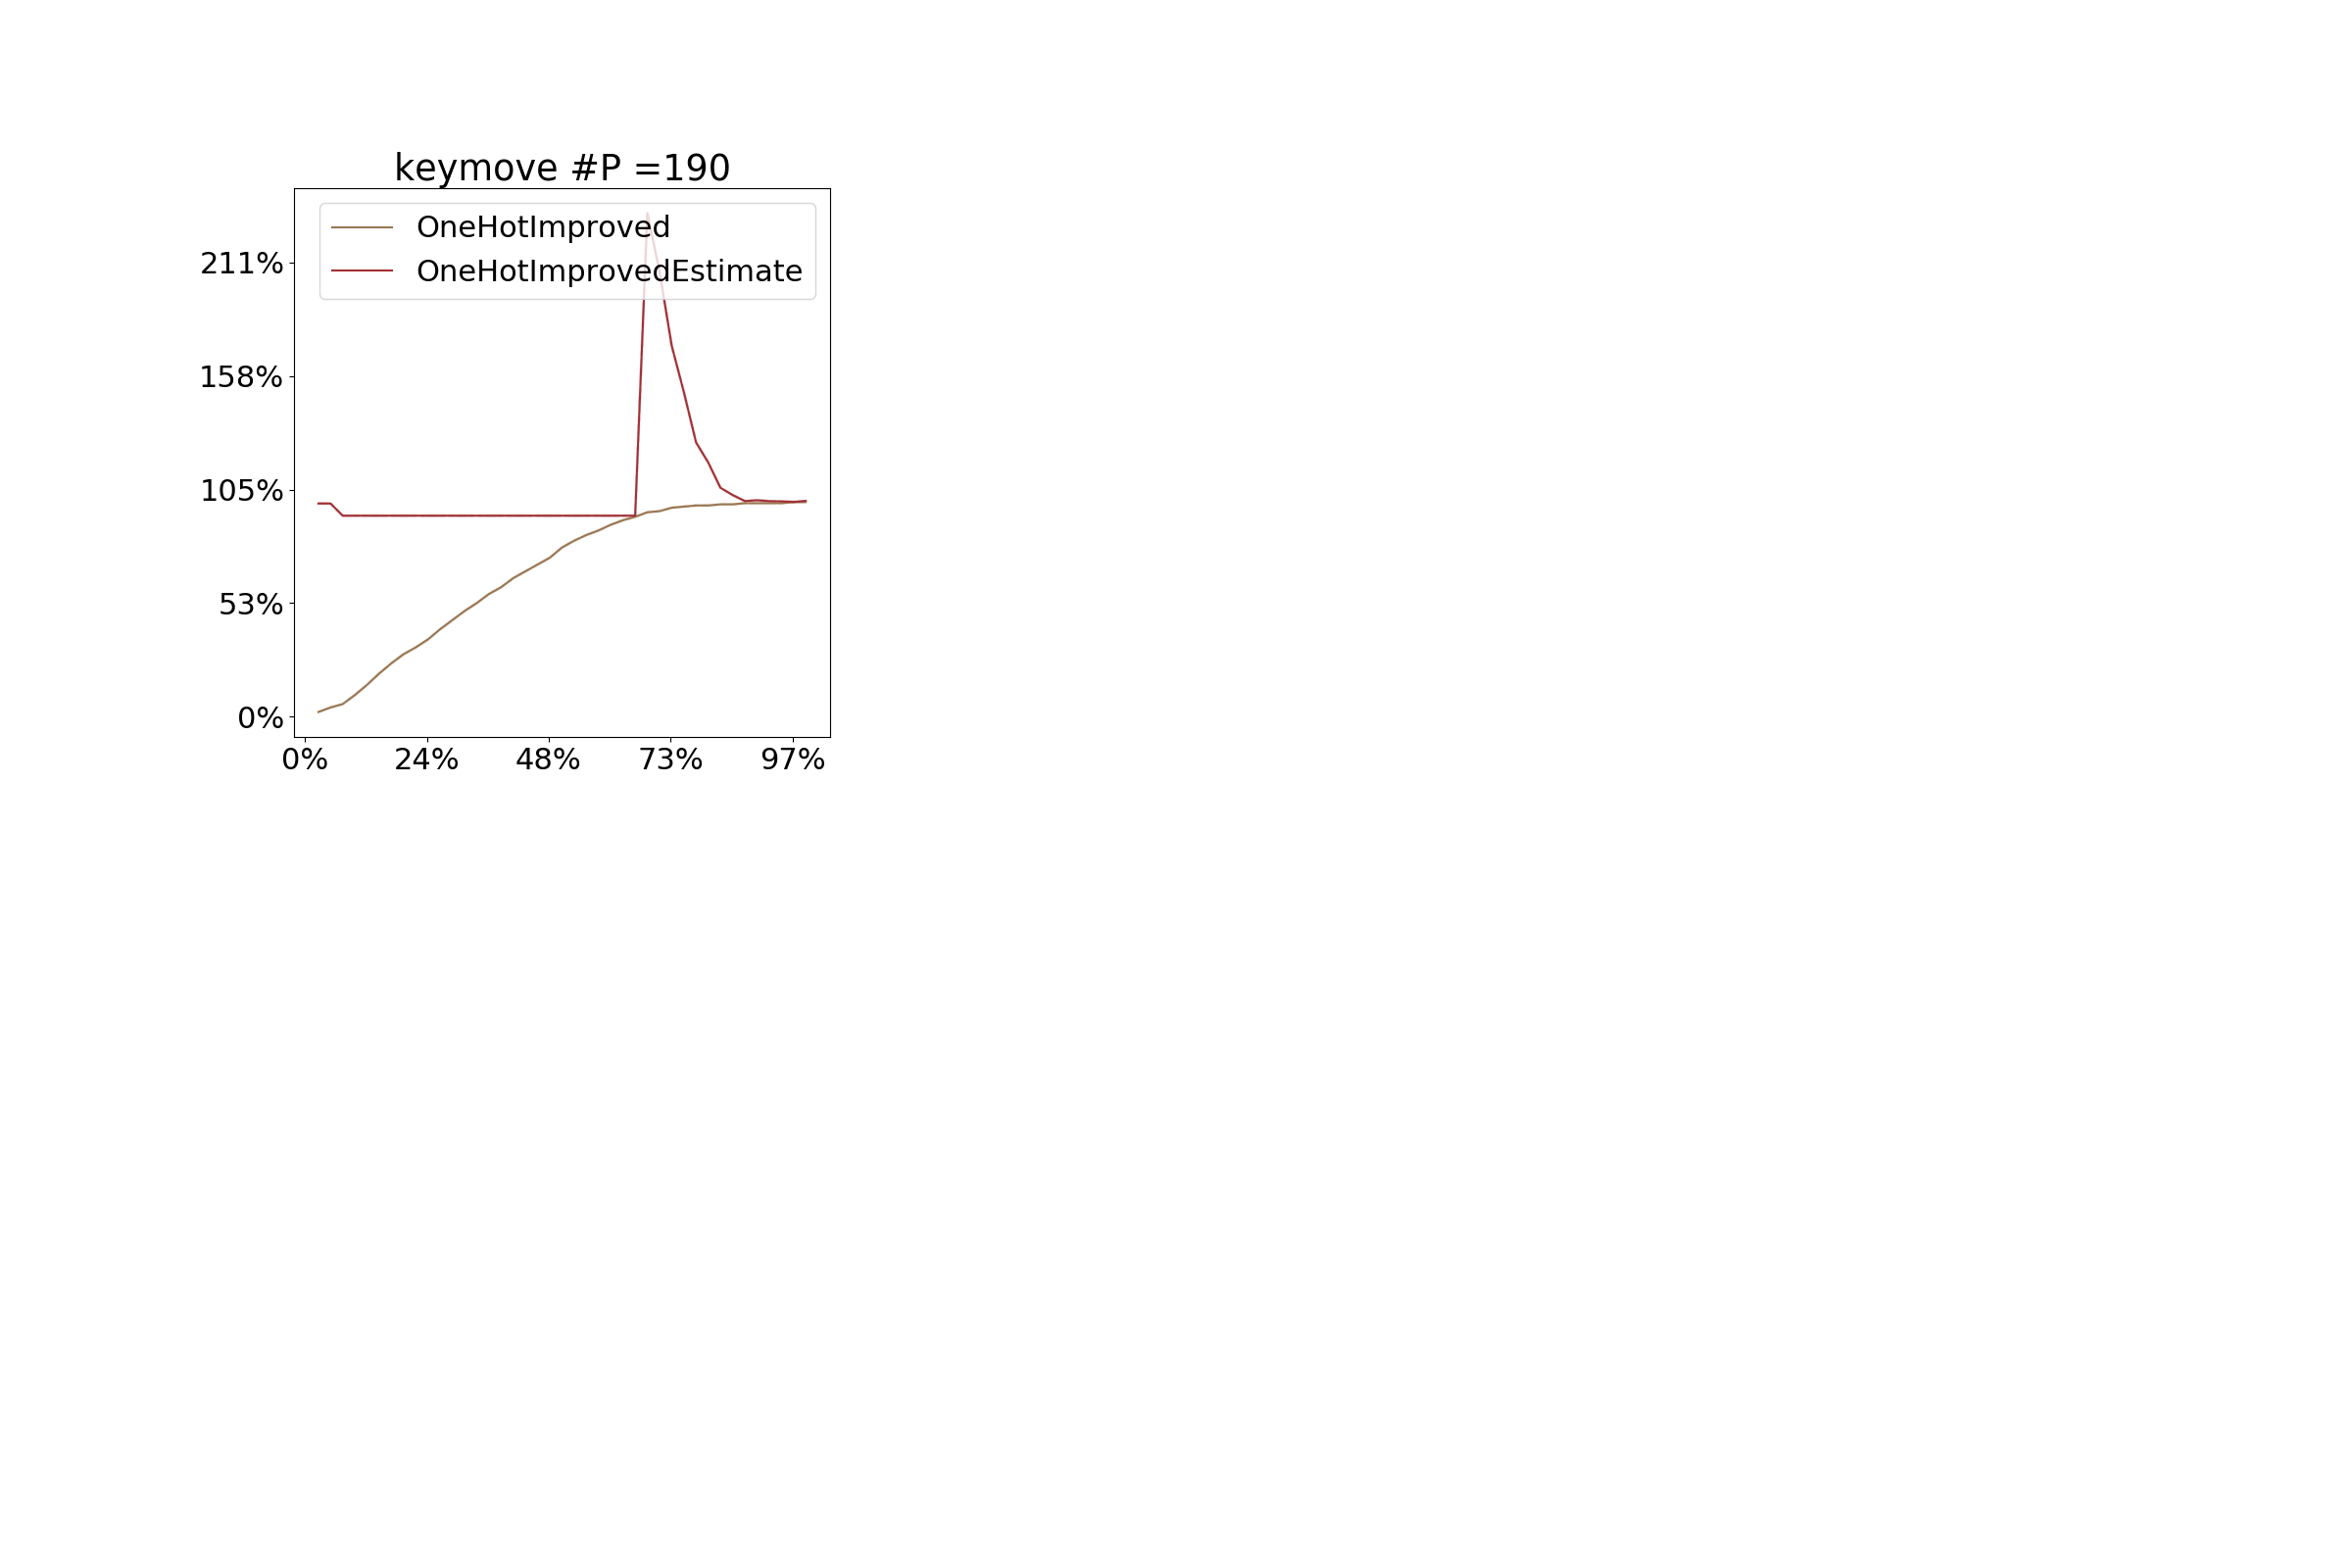 keymove #P =190
OneHotImproved
OneHotImprovedEstimate
211%
158%
105%
53%
0%
0% 24% 48% 73% 97%